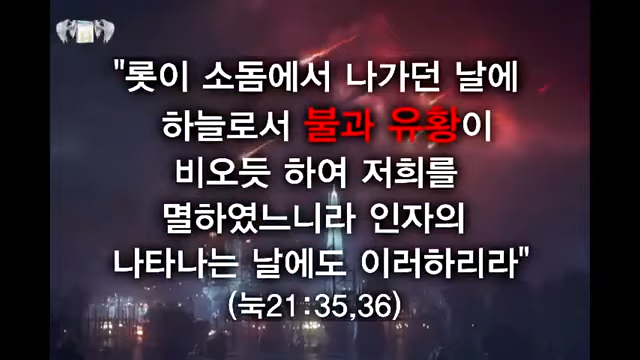 "롯이 소돔에서 나가던 날에
하늘로서 불과 유황이
비오듯 하여 저희를
멸하였느니라 인자의
나타나는 날에도 이러하리라"
(눅21:35,36)